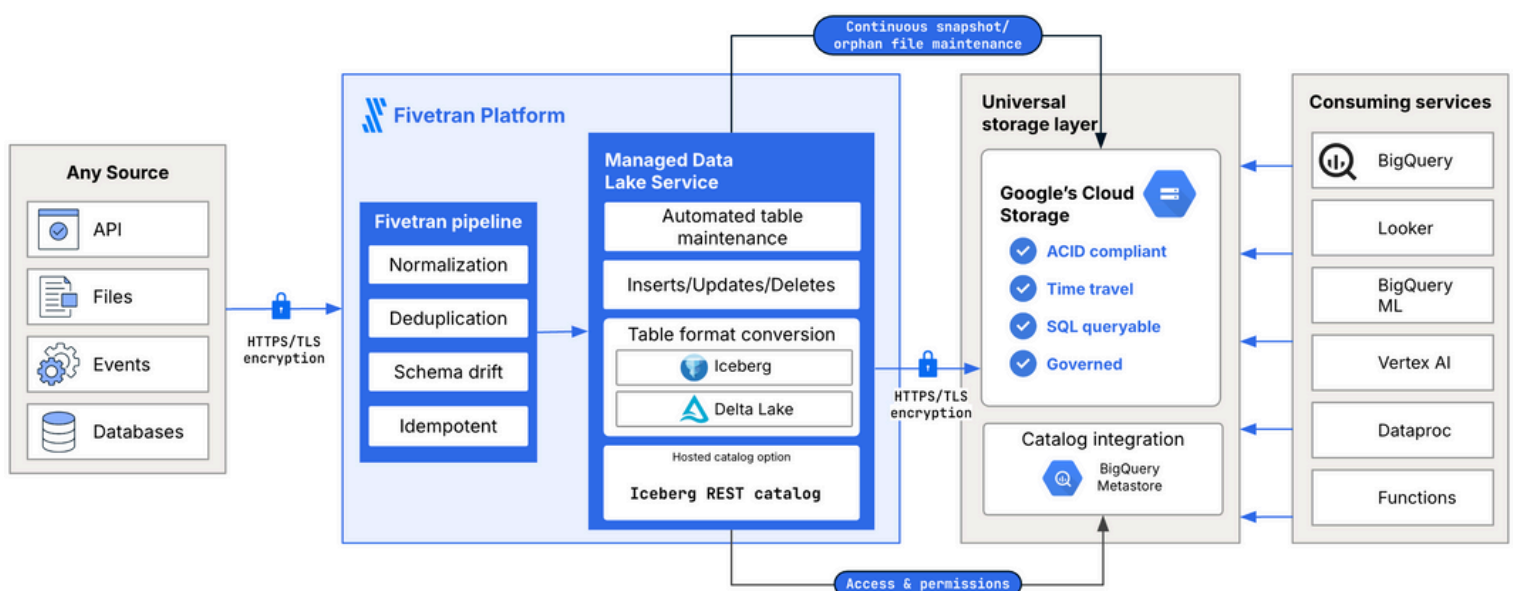 Continuous snapshot/
orphan file maintenance
Any Source
API
Files
Events
Databases
HTTPS/TLS
encryption
Fivetran Platform
Fivetran pipeline
Normalization
Deduplication
Schema drift
Idempotent
Managed Data
Lake Service
Automated table
maintenance
Inserts/Updates/Deletes
Table format conversion
Iceberg
Delta Lake
Hosted catalog option
Iceberg REST catalog
HTTPS/TLS
encryption
Universal
storage layer
Google's Cloud
Storage
ACID compliant
Time travel
SQL queryable
Governed
Catalog integration
BigQuery
Metastore
Consuming services
BigQuery
Looker
BigQuery
ML
Vertex AI
Dataproc
Functions
Access & permissions